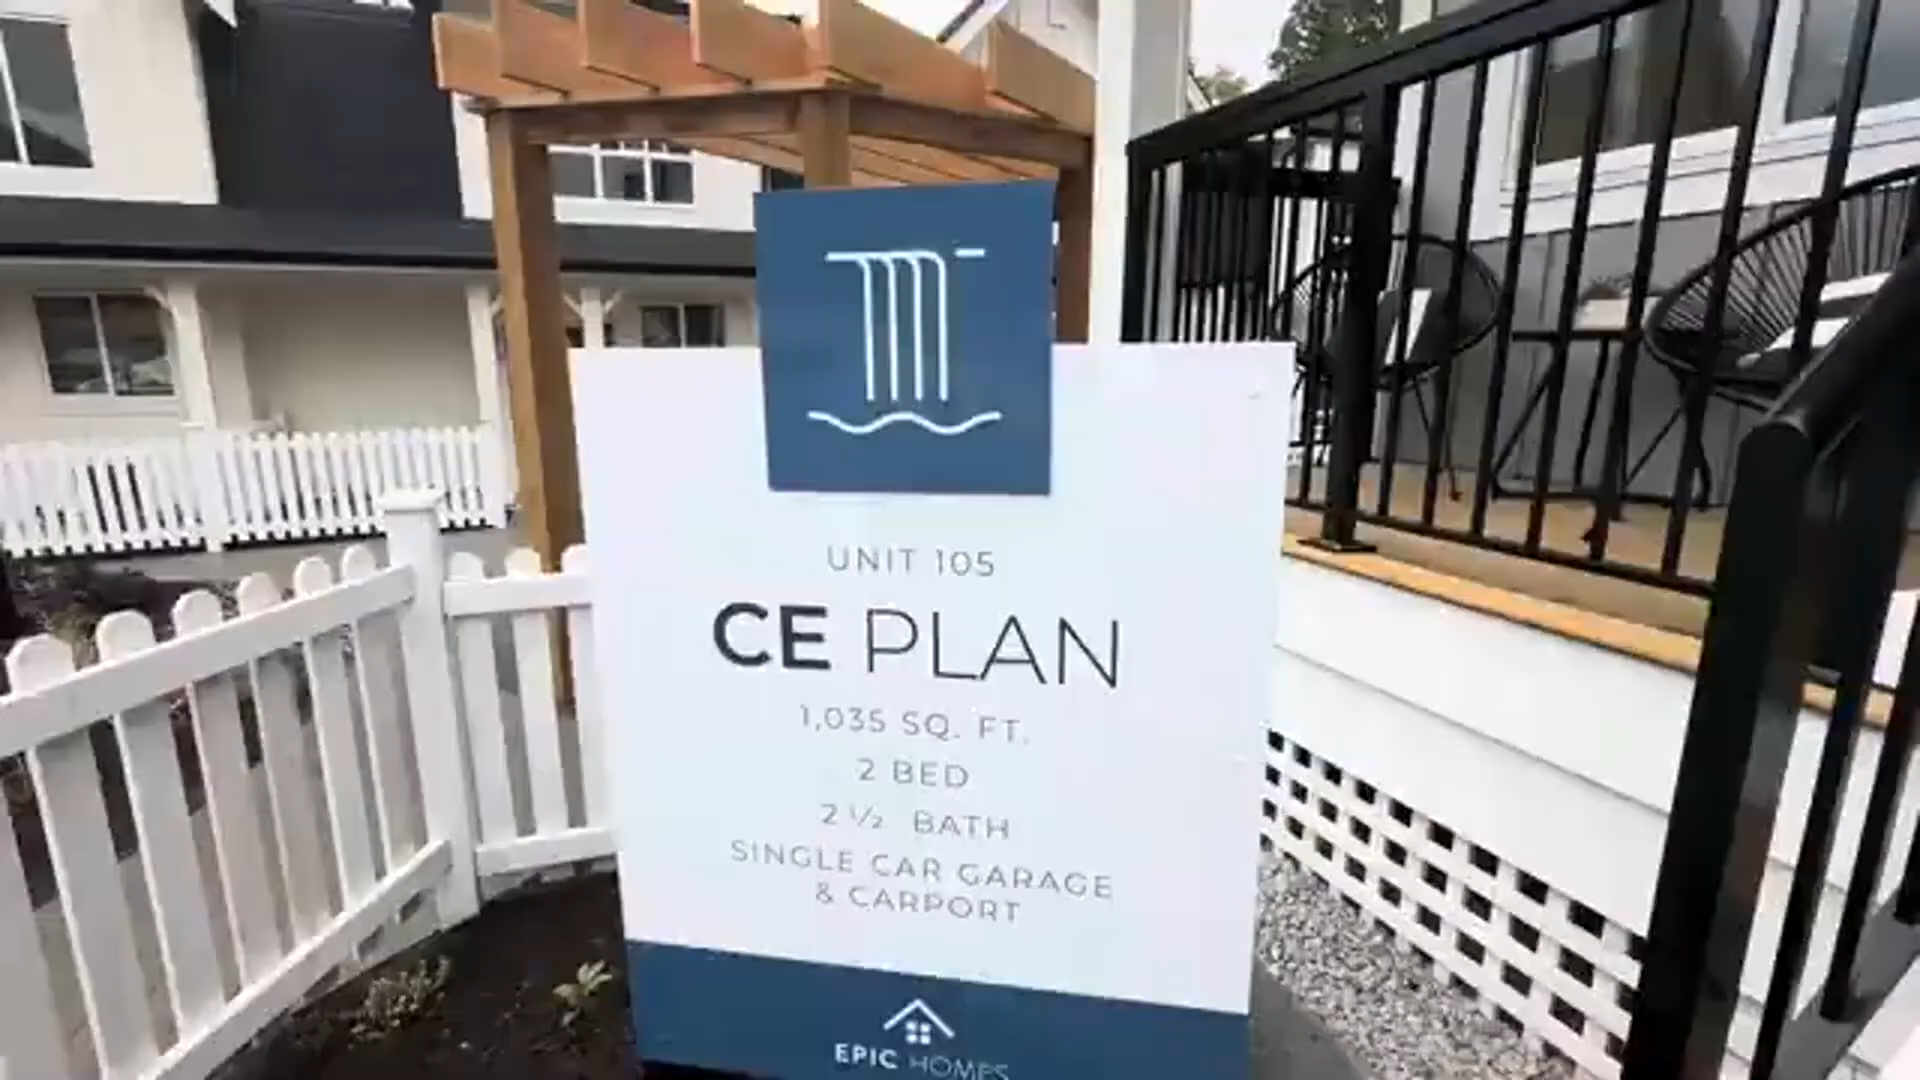 UNIT 105
CE PLAN
1,035 SQ. FT.
2 BED
2 ½ BATH
SINGLE CAR GARAGE
& CARPORT
EPIC HOMES